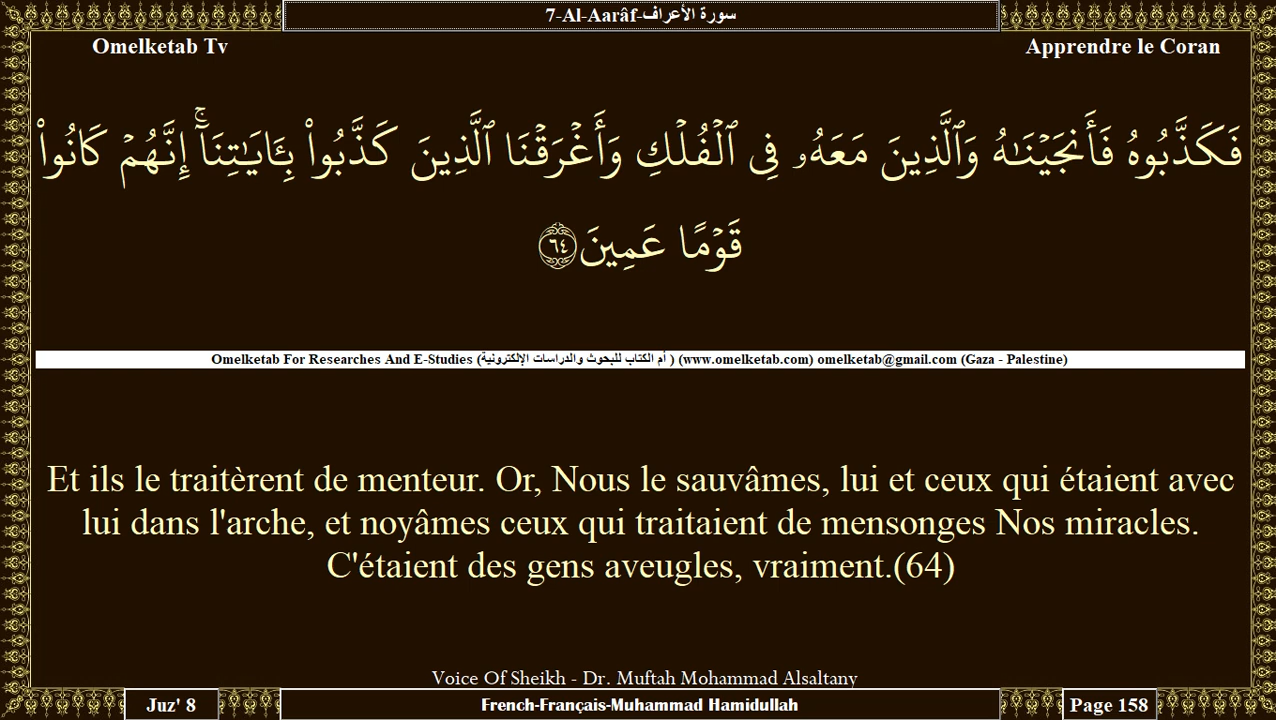 7-Al-Aarâf-سورة الأعراف
Omelketab Tv
Apprendre le Coran
فَكَذَّبُوهُ فَأَنجَيْنَـٰهُ وَٱلَّذِينَ مَعَهُۥ فِى ٱلْفُلْكِ وَأَغْرَقْنَا ٱلَّذِينَ كَذَّبُوا۟ بِـَٔايَـٰتِنَآ ۚ إِنَّهُمْ كَانُوا۟
قَوْمًا عَمِينَ ٦٤
Omelketab For Researches And E-Studies (أم الكتاب للبحوث والدراسات الإلكترونية ) (www.omelketab.com) omelketab@gmail.com (Gaza - Palestine)
Et ils le traitèrent de menteur. Or, Nous le sauvâmes, lui et ceux qui étaient avec
lui dans l'arche, et noyâmes ceux qui traitaient de mensonges Nos miracles.
C'étaient des gens aveugles, vraiment.(64)
Voice Of Sheikh - Dr. Muftah Mohammad Alsaltany
Juz' 8
French-Français-Muhammad Hamidullah
Page 158